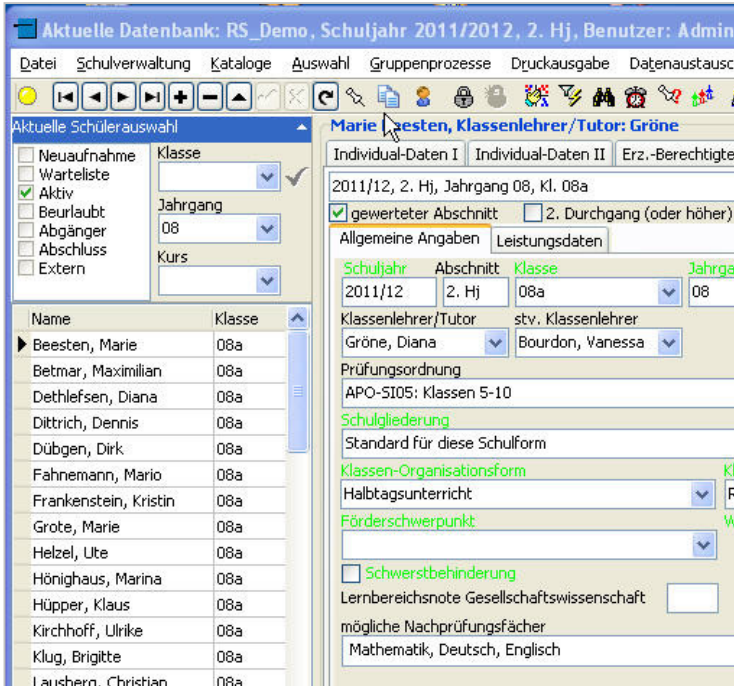 Aktuelle Datenbank: RS_Demo, Schuljahr 2011/2012, 2. Hj, Benutzer: Admin
Datei Schulverwaltung Kataloge Auswahl Gruppenprozesse Druckausgabe Datenaustausc
Aktuelle Schülerauswahl
Neuaufnahme
Warteliste
Aktiv
Beurlaubt
Abgänger
Abschluss
Extern
Klasse
Jahrgang
08
Kurs
Name Klasse
Beesten, Marie 08a
Betmar, Maximilian 08a
Dethlefsen, Diana 08a
Dittrich, Dennis 08a
Dübgen, Dirk 08a
Fahnemann, Mario 08a
Frankenstein, Kristin 08a
Grote, Marie 08a
Helzel, Ute 08a
Hönighaus, Marina 08a
Hüpper, Klaus 08a
Kirchhoff, Ulrike 08a
Klug, Brigitte 08a
Lausberg, Christian 08a
Marie Beesten, Klassenlehrer/Tutor: Gröne
Individual-Daten I Individual-Daten II Erz.-Berechtigte
2011/12, 2. Hj, Jahrgang 08, Kl. 08a
gewerteter Abschnitt 2. Durchgang (oder höher)
Allgemeine Angaben Leistungsdaten
Schuljahr Abschnitt Klasse Jahrga
2011/12 2. Hj 08a 08
Klassenlehrer/Tutor stv. Klassenlehrer
Gröne, Diana Bourdon, Vanessa
Prüfungsordnung
APO-SI05: Klassen 5-10
Schulgliederung
Standard für diese Schulform
Klassen-Organisationsform Kl
Halbtagsunterricht R
Förderschwerpunkt W
Schwerstbehinderung
Lernbereichsnote Gesellschaftswissenschaft
mögliche Nachprüfungsfächer
Mathematik, Deutsch, Englisch